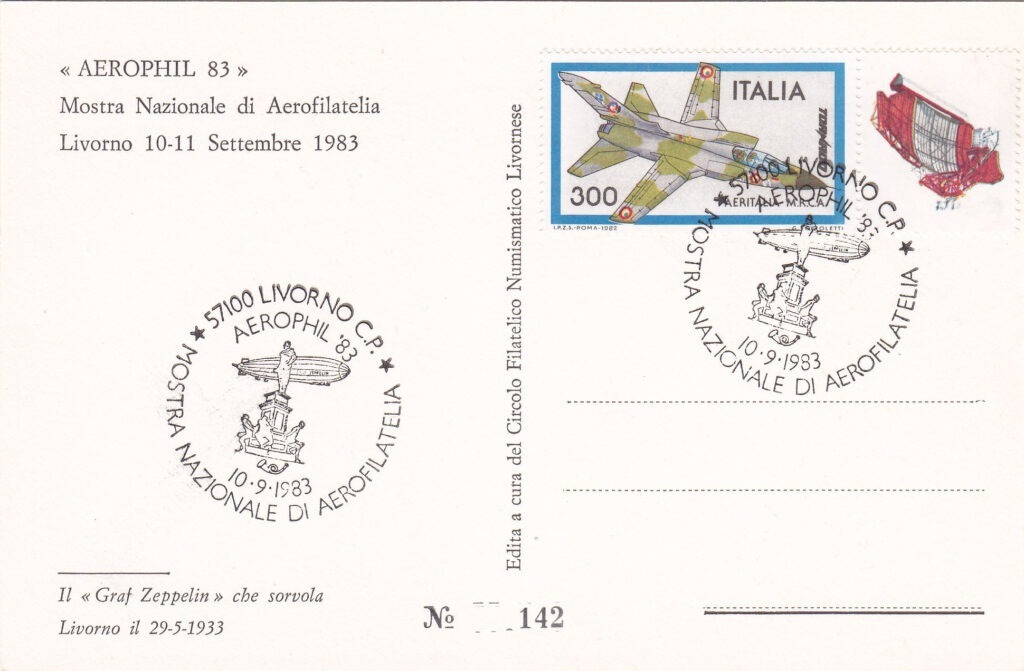 « AEROPHIL 83 »
Mostra Nazionale di Aerofilatelia
Livorno 10-11 Settembre 1983
57100 LIVORNO C.P.
AEROPHIL '83
10·9·1983
★ MOSTRA NAZIONALE DI AEROFILATELIA ★
Il « Graf Zeppelin » che sorvola
Livorno il 29-5-1933
Edita a cura del Circolo Filatelico Numismatico Livornese
№ 142
ITALIA
300
AERITALIA M.R.C.A.
I.P.Z.S.-ROMA-1982
57100 LIVORNO C.P.
AEROPHIL '83
10·9·1983
★ MOSTRA NAZIONALE DI AEROFILATELIA ★